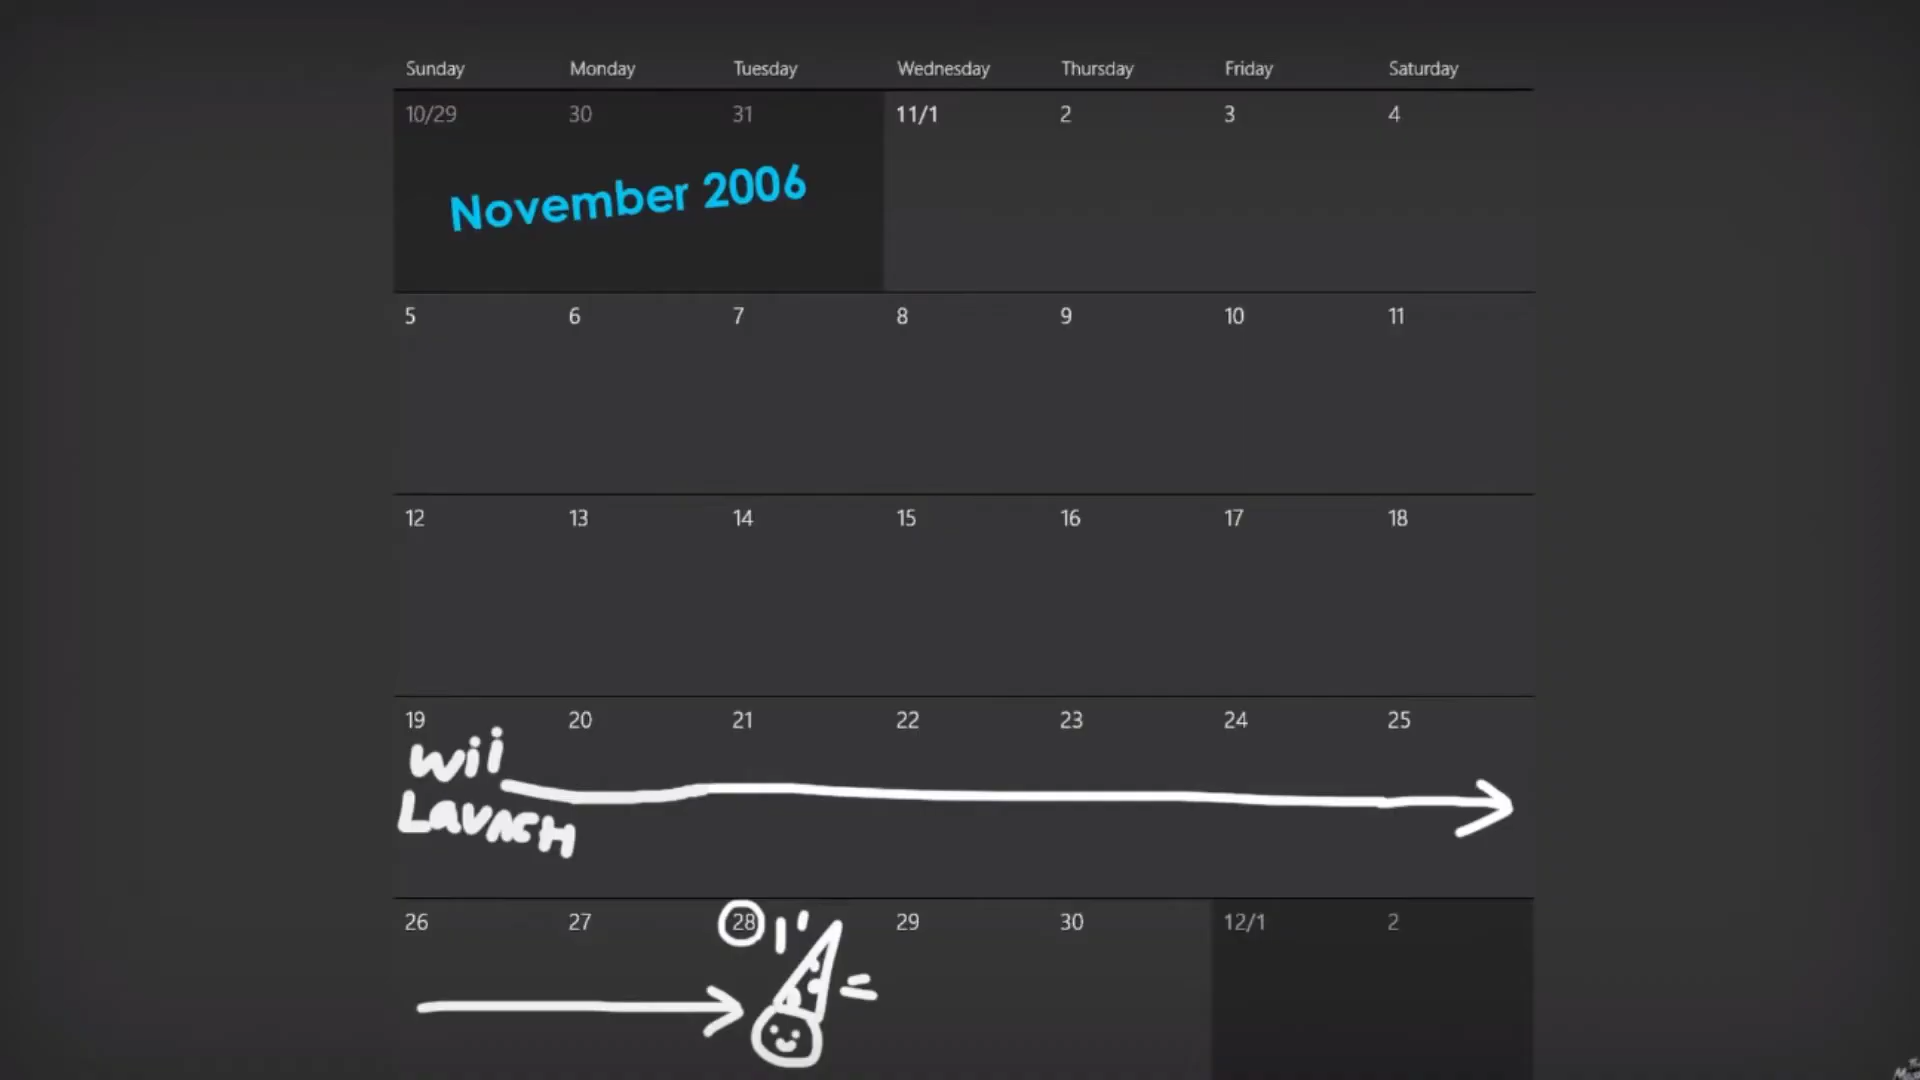 Sunday Monday Tuesday Wednesday Thursday Friday Saturday
10/29 30 31 11/1 2 3 4
November 2006
5 6 7 8 9 10 11
12 13 14 15 16 17 18
19 20 21 22 23 24 25
wii
LAUNCH
26 27 28 29 30 12/1 2